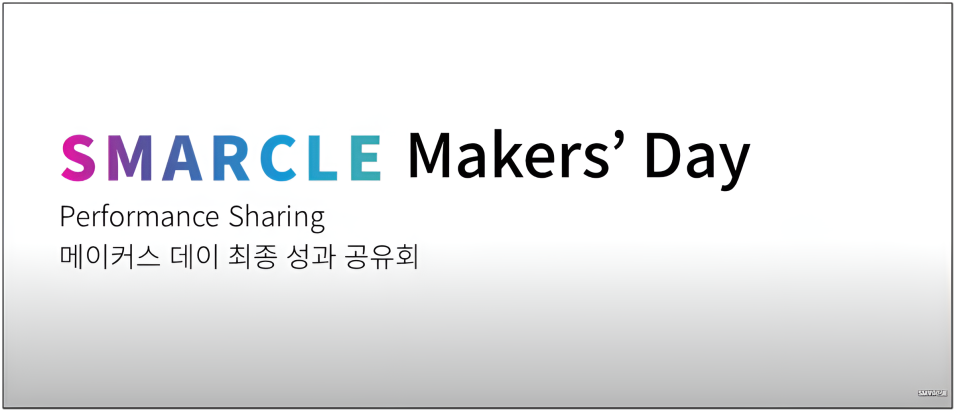 SMARCLE Makers’ Day
Performance Sharing
메이커스 데이 최종 성과 공유회